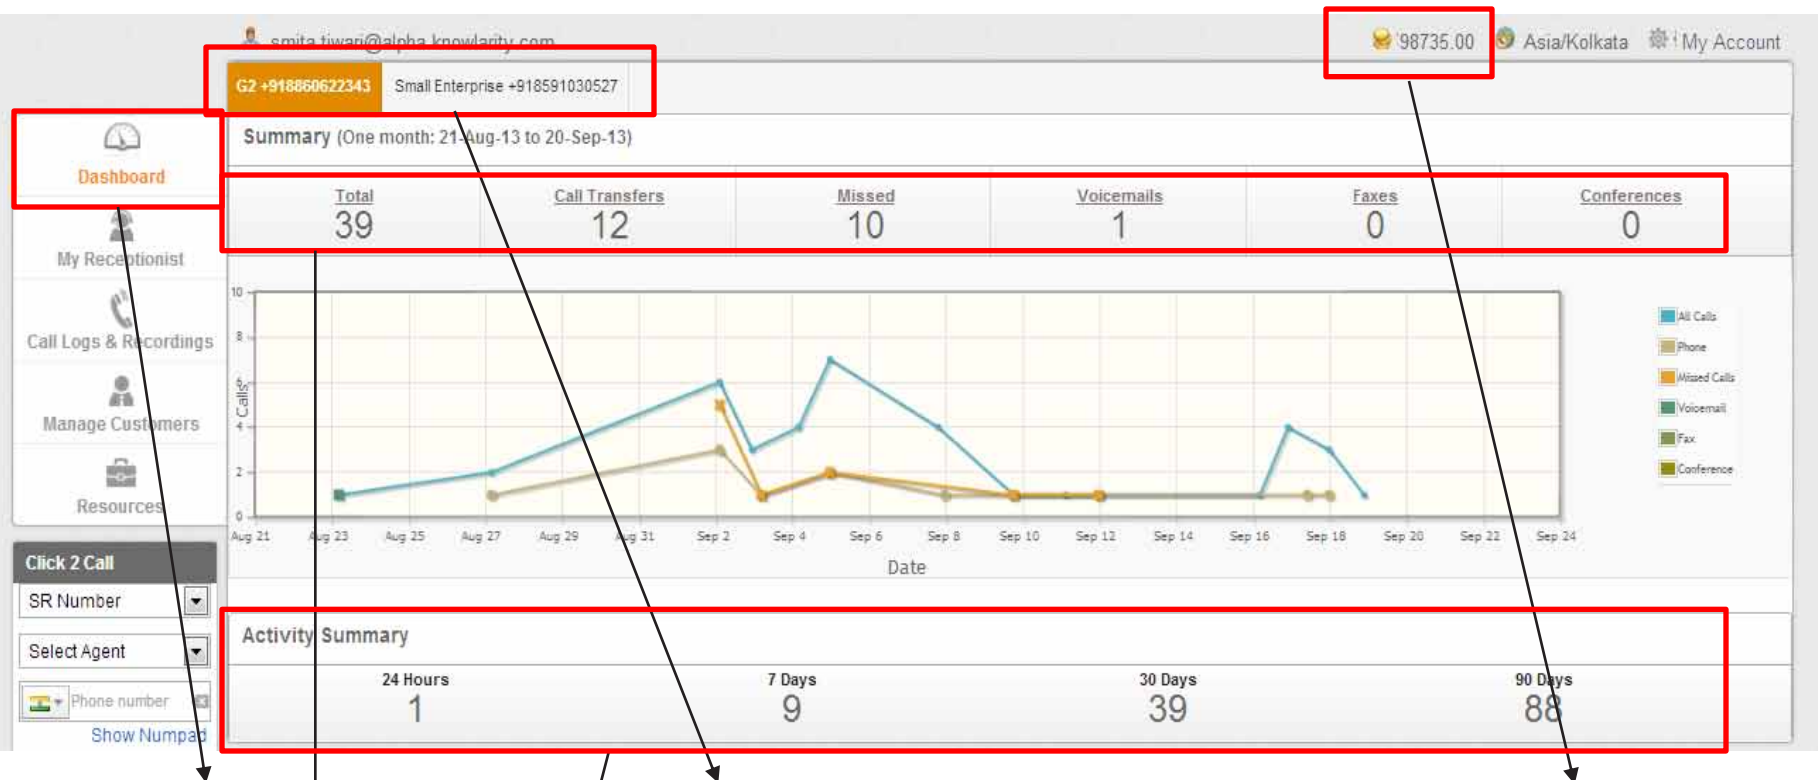 smita.tiwari@alpha.knowlarity.com
98735.00 Asia/Kolkata My Account
G2 +918860622343 Small Enterprise +918591030527
Summary (One month: 21-Aug-13 to 20-Sep-13)
Dashboard
Total Call Transfers Missed Voicemails Faxes Conferences
39 12 10 1 0 0
My Receptionist
Call Logs & Recordings
Manage Customers
Resources
10
8
6
4
2
0
Calls
Aug 21 Aug 23 Aug 25 Aug 27 Aug 29 Aug 31 Sep 2 Sep 4 Sep 6 Sep 8 Sep 10 Sep 12 Sep 14 Sep 16 Sep 18 Sep 20 Sep 22 Sep 24
Date
All Calls
Phone
Missed Calls
Voicemail
Fax
Conference
Click 2 Call
SR Number
Select Agent
Phone number
Show Numpad
Activity Summary
24 Hours 7 Days 30 Days 90 Days
1 9 39 88